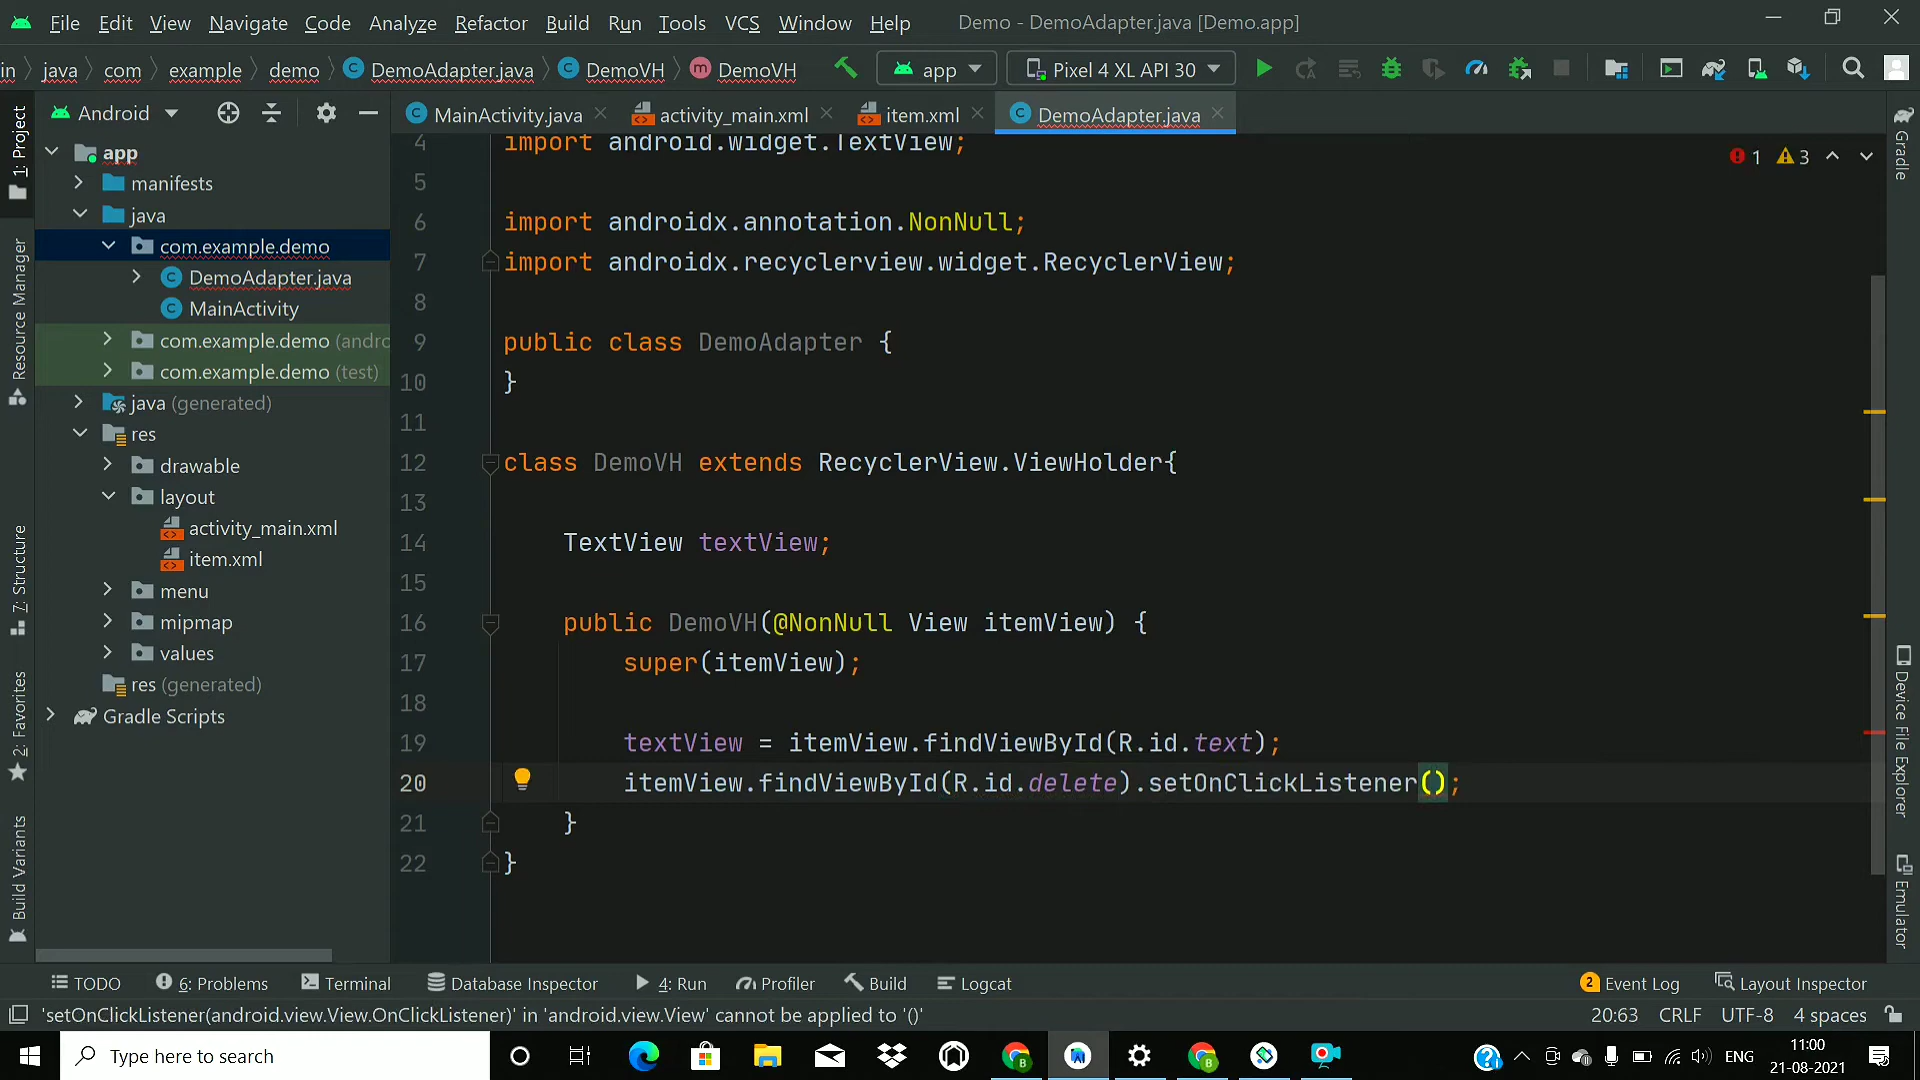 File Edit View Navigate Code Analyze Refactor Build Run Tools VCS Window Help Demo - DemoAdapter.java [Demo.app]
in java com example demo DemoAdapter.java DemoVH DemoVH app Pixel 4 XL API 30
Android
MainActivity.java activity_main.xml item.xml DemoAdapter.java
1: Project
Resource Manager
7: Structure
2: Favorites
Build Variants
app
manifests
java
com.example.demo
DemoAdapter.java
MainActivity
com.example.demo (andro
com.example.demo (test)
java (generated)
res
drawable
layout
activity_main.xml
item.xml
menu
mipmap
values
res (generated)
Gradle Scripts
1 3
4 import android.widget.TextView;
5
6 import androidx.annotation.NonNull;
7 import androidx.recyclerview.widget.RecyclerView;
8
9 public class DemoAdapter {
10 }
11
12 class DemoVH extends RecyclerView.ViewHolder{
13
14 TextView textView;
15
16 public DemoVH(@NonNull View itemView) {
17 super(itemView);
18
19 textView = itemView.findViewById(R.id.text);
20 itemView.findViewById(R.id.delete).setOnClickListener();
21 }
22 }
Gradle
Device File Explorer
Emulator
TODO 6: Problems Terminal Database Inspector 4: Run Profiler Build Logcat 2 Event Log Layout Inspector
'setOnClickListener(android.view.View.OnClickListener)' in 'android.view.View' cannot be applied to '()' 20:63 CRLF UTF-8 4 spaces
Type here to search ENG 11:00
21-08-2021